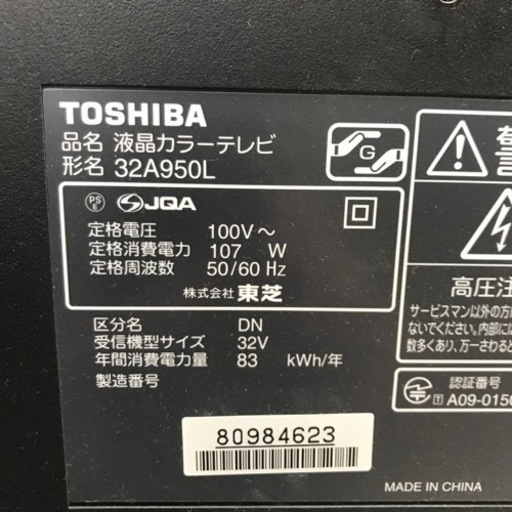 TOSHIBA
品名 液晶カラーテレビ
形名 32A950L
G
PS
E
JQA
定格電圧 100V～
定格消費電力 107 W
定格周波数 50/60 Hz
株式会社 東芝
区分名 DN
受信機型サイズ 32V
年間消費電力量 83 kWh/年
製造番号
80984623
高圧注
サービスマン以外の方に
ないでください。内部には
数多くあり、万一さわると
認証番号
T A09-0150
MADE IN CHINA